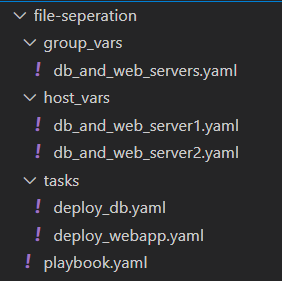 file-seperation
group_vars
! db_and_web_servers.yaml
host_vars
! db_and_web_server1.yaml
! db_and_web_server2.yaml
tasks
! deploy_db.yaml
! deploy_webapp.yaml
! playbook.yaml